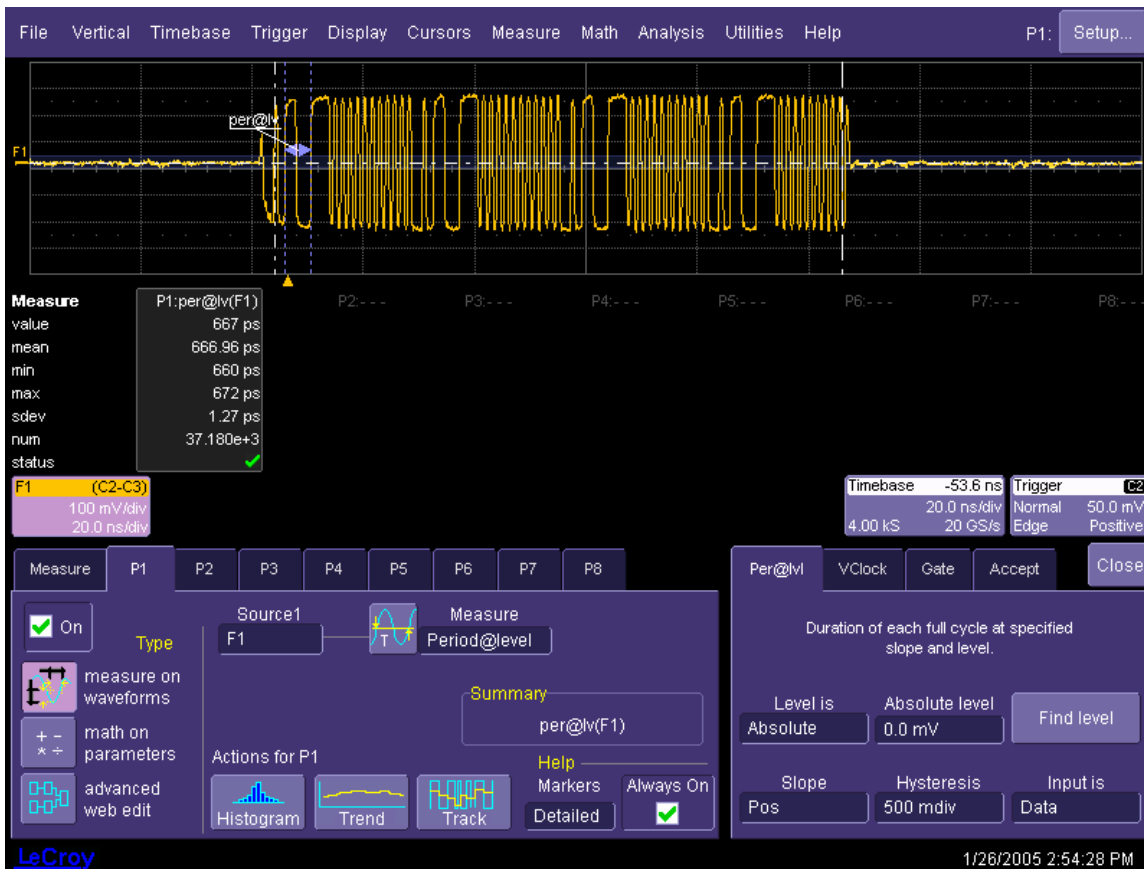 File Vertical Timebase Trigger Display Cursors Measure Math Analysis Utilities Help P1: Setup...
per@lv
F1
Measure P1:per@lv(F1) P2:- - - P3:- - - P4:- - - P5:- - - P6:- - - P7:- - - P8:- - -
value 667 ps
mean 666.96 ps
min 660 ps
max 672 ps
sdev 1.27 ps
num 37.180e+3
status
F1 (C2-C3)
100 mV/div
20.0 ns/div
Timebase -53.6 ns
20.0 ns/div
4.00 kS 20 GS/s
Trigger C2
Normal 50.0 mV
Edge Positive
Measure P1 P2 P3 P4 P5 P6 P7 P8
Per@lvl VClock Gate Accept Close
On
Type
Source1
F1
T
Measure
Period@level
measure on
waveforms
math on
parameters
advanced
web edit
Summary
per@lv(F1)
Actions for P1
Histogram Trend Track
Help
Markers Always On
Detailed
Duration of each full cycle at specified
slope and level.
Level is Absolute level
Absolute 0.0 mV Find level
Slope Hysteresis Input is
Pos 500 mdiv Data
LeCroy 1/26/2005 2:54:28 PM